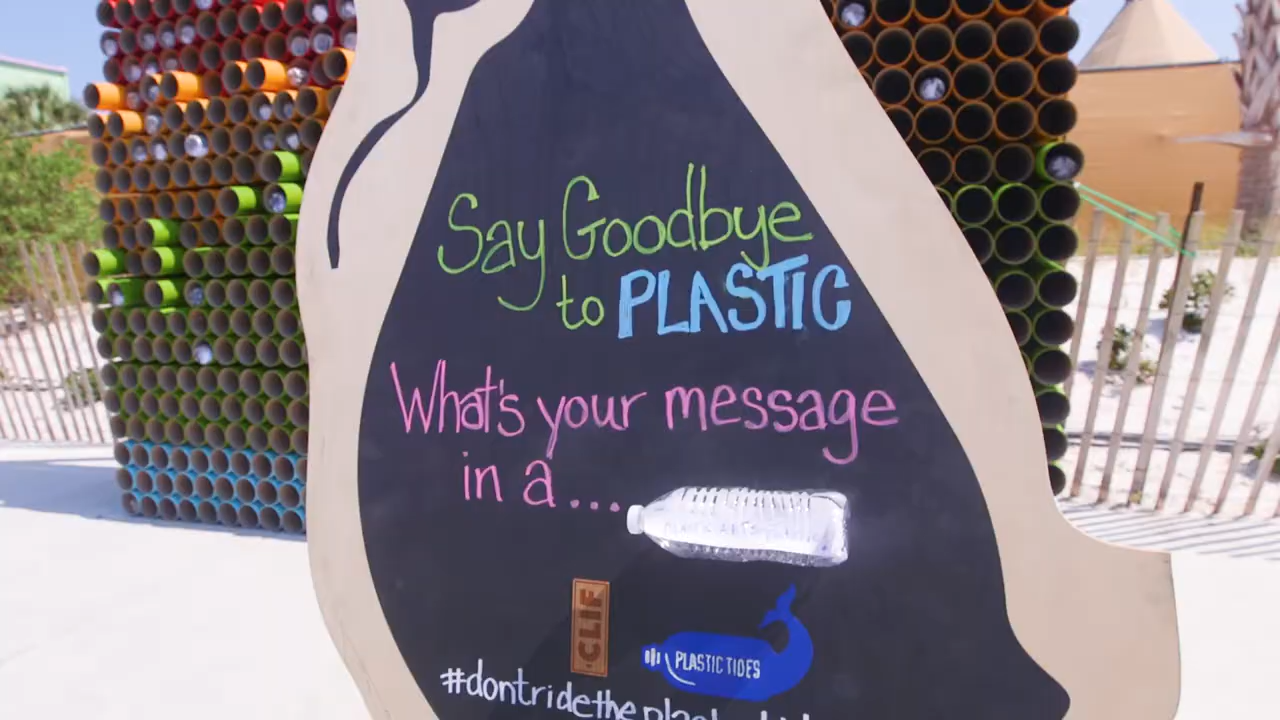 Say Goodbye
to PLASTIC
What's your message
in a...
CLIF
PLASTIC TIDES